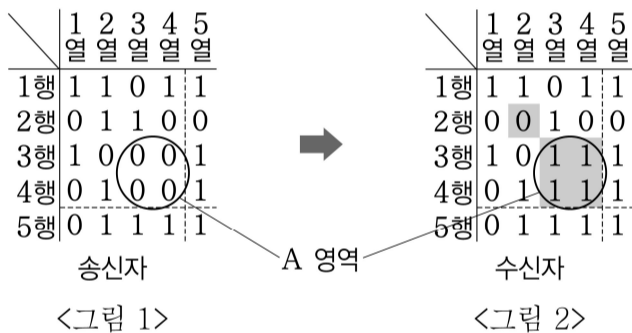 1열 2열 3열 4열 5열 1열 2열 3열 4열 5열
1행 1 1 0 1 1 1행 1 1 0 1 1
2행 0 1 1 0 0 2행 0 0 1 0 0
3행 1 0 0 0 1 3행 1 0 1 1 1
4행 0 1 0 0 1 4행 0 1 1 1 1
5행 0 1 1 1 1 5행 0 1 1 1 1
송신자 A 영역 수신자
<그림 1> <그림 2>